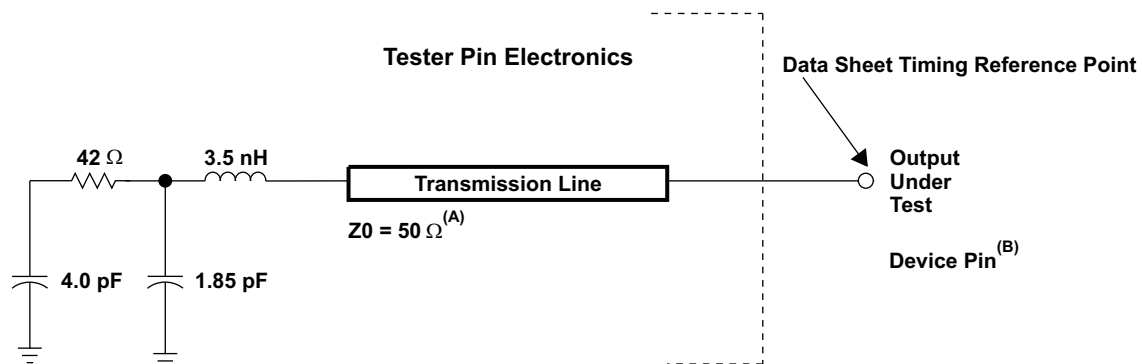 Tester Pin Electronics
Data Sheet Timing Reference Point
42 Ω
3.5 nH
Transmission Line
Output
Under
Test
Z0 = 50 Ω(A)
Device Pin(B)
4.0 pF
1.85 pF